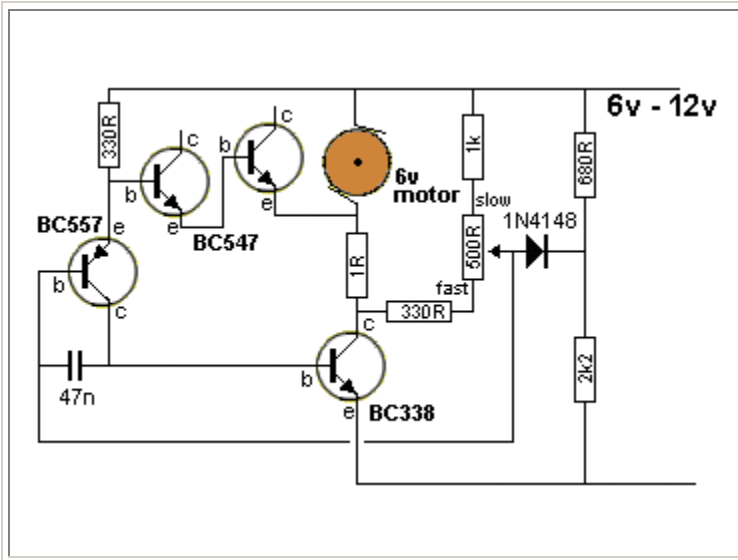 6v - 12v
330R
c
c
b
b
e
e
BC547
6v
motor
1k
slow
680R
1N4148
BC557
e
b
c
500R
fast
1R
330R
c
47n
b
e
BC338
2k2